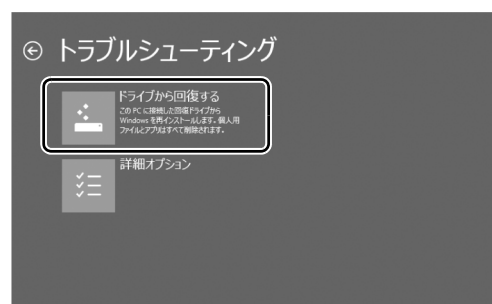 トラブルシューティング
ドライブから回復する
この PC に接続した回復ドライブから
Windows を再インストールします。個人用
ファイルとアプリはすべて削除されます。
詳細オプション